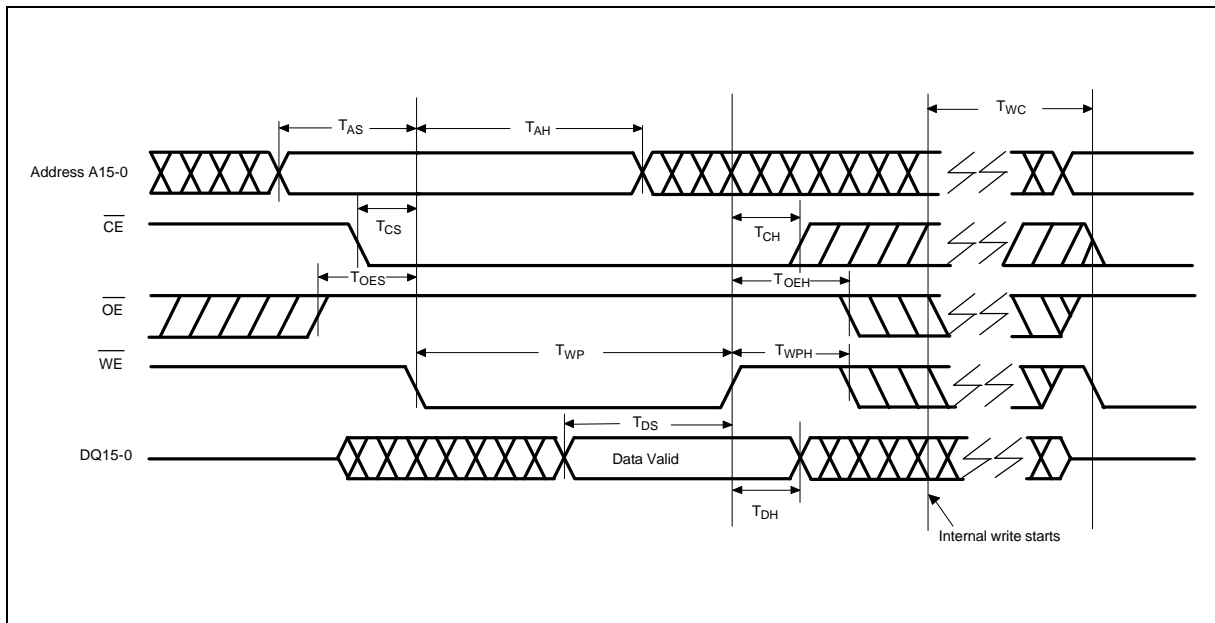 TWC
TAS
TAH
Address A15-0
TCS
TCH
CE
TOES
TOEH
OE
TWP
TWPH
WE
TDS
DQ15-0
Data Valid
TDH
Internal write starts